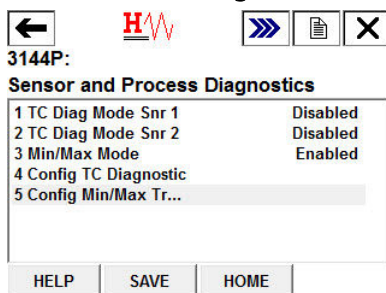 H
3144P:
Sensor and Process Diagnostics
1 TC Diag Mode Snr 1 Disabled
2 TC Diag Mode Snr 2 Disabled
3 Min/Max Mode Enabled
4 Config TC Diagnostic
5 Config Min/Max Tr...
HELP SAVE HOME